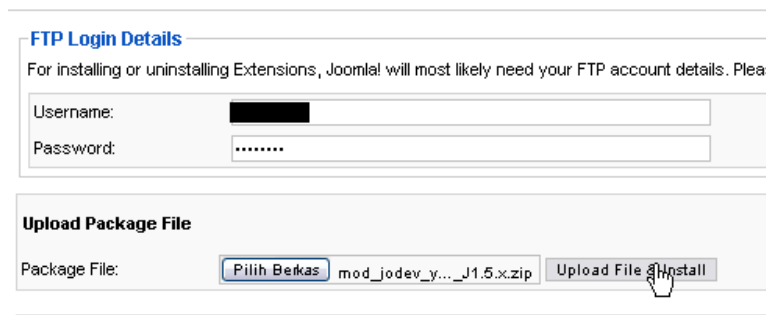 FTP Login Details
For installing or uninstalling Extensions, Joomla! will most likely need your FTP account details. Plea
Username:
Password: ........
Upload Package File
Package File: Pilih Berkas mod_jodev_y..._J1.5.x.zip Upload File & Install